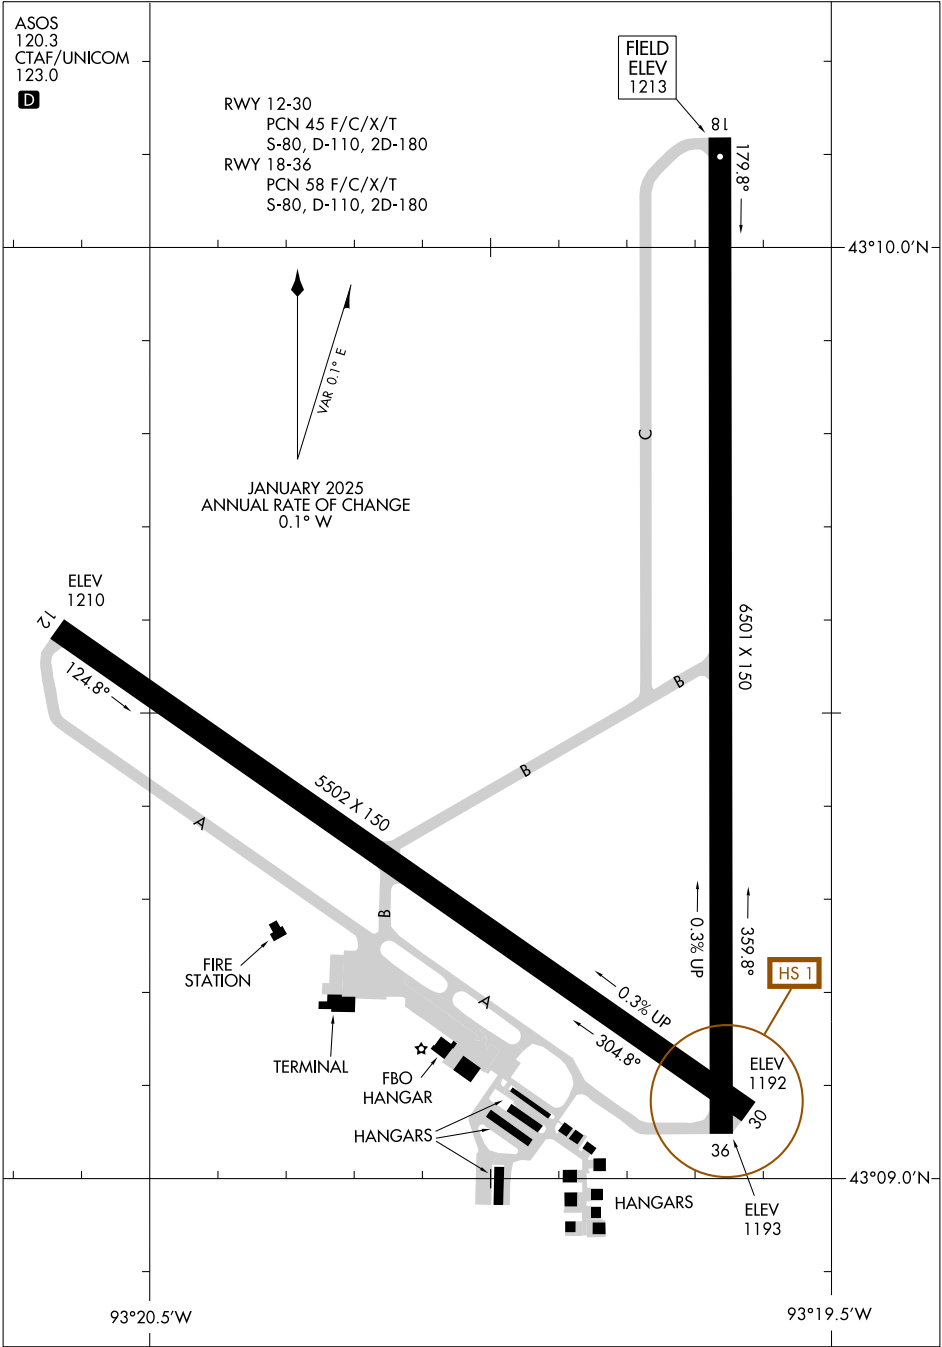 ASOS
120.3
CTAF/UNICOM
123.0
D
RWY 12-30
PCN 45 F/C/X/T
S-80, D-110, 2D-180
RWY 18-36
PCN 58 F/C/X/T
S-80, D-110, 2D-180
FIELD
ELEV
1213
18
179.8°
43°10.0'N
VAR 0.1° E
JANUARY 2025
ANNUAL RATE OF CHANGE
0.1° W
C
ELEV
1210
12
124.8°
6501 X 150
B
B
5502 X 150
A
B
FIRE
STATION
0.3% UP
359.8°
HS 1
A
0.3% UP
304.8°
TERMINAL
FBO
HANGAR
ELEV
1192
30
HANGARS
36
43°09.0'N
HANGARS
ELEV
1193
93°20.5'W
93°19.5'W